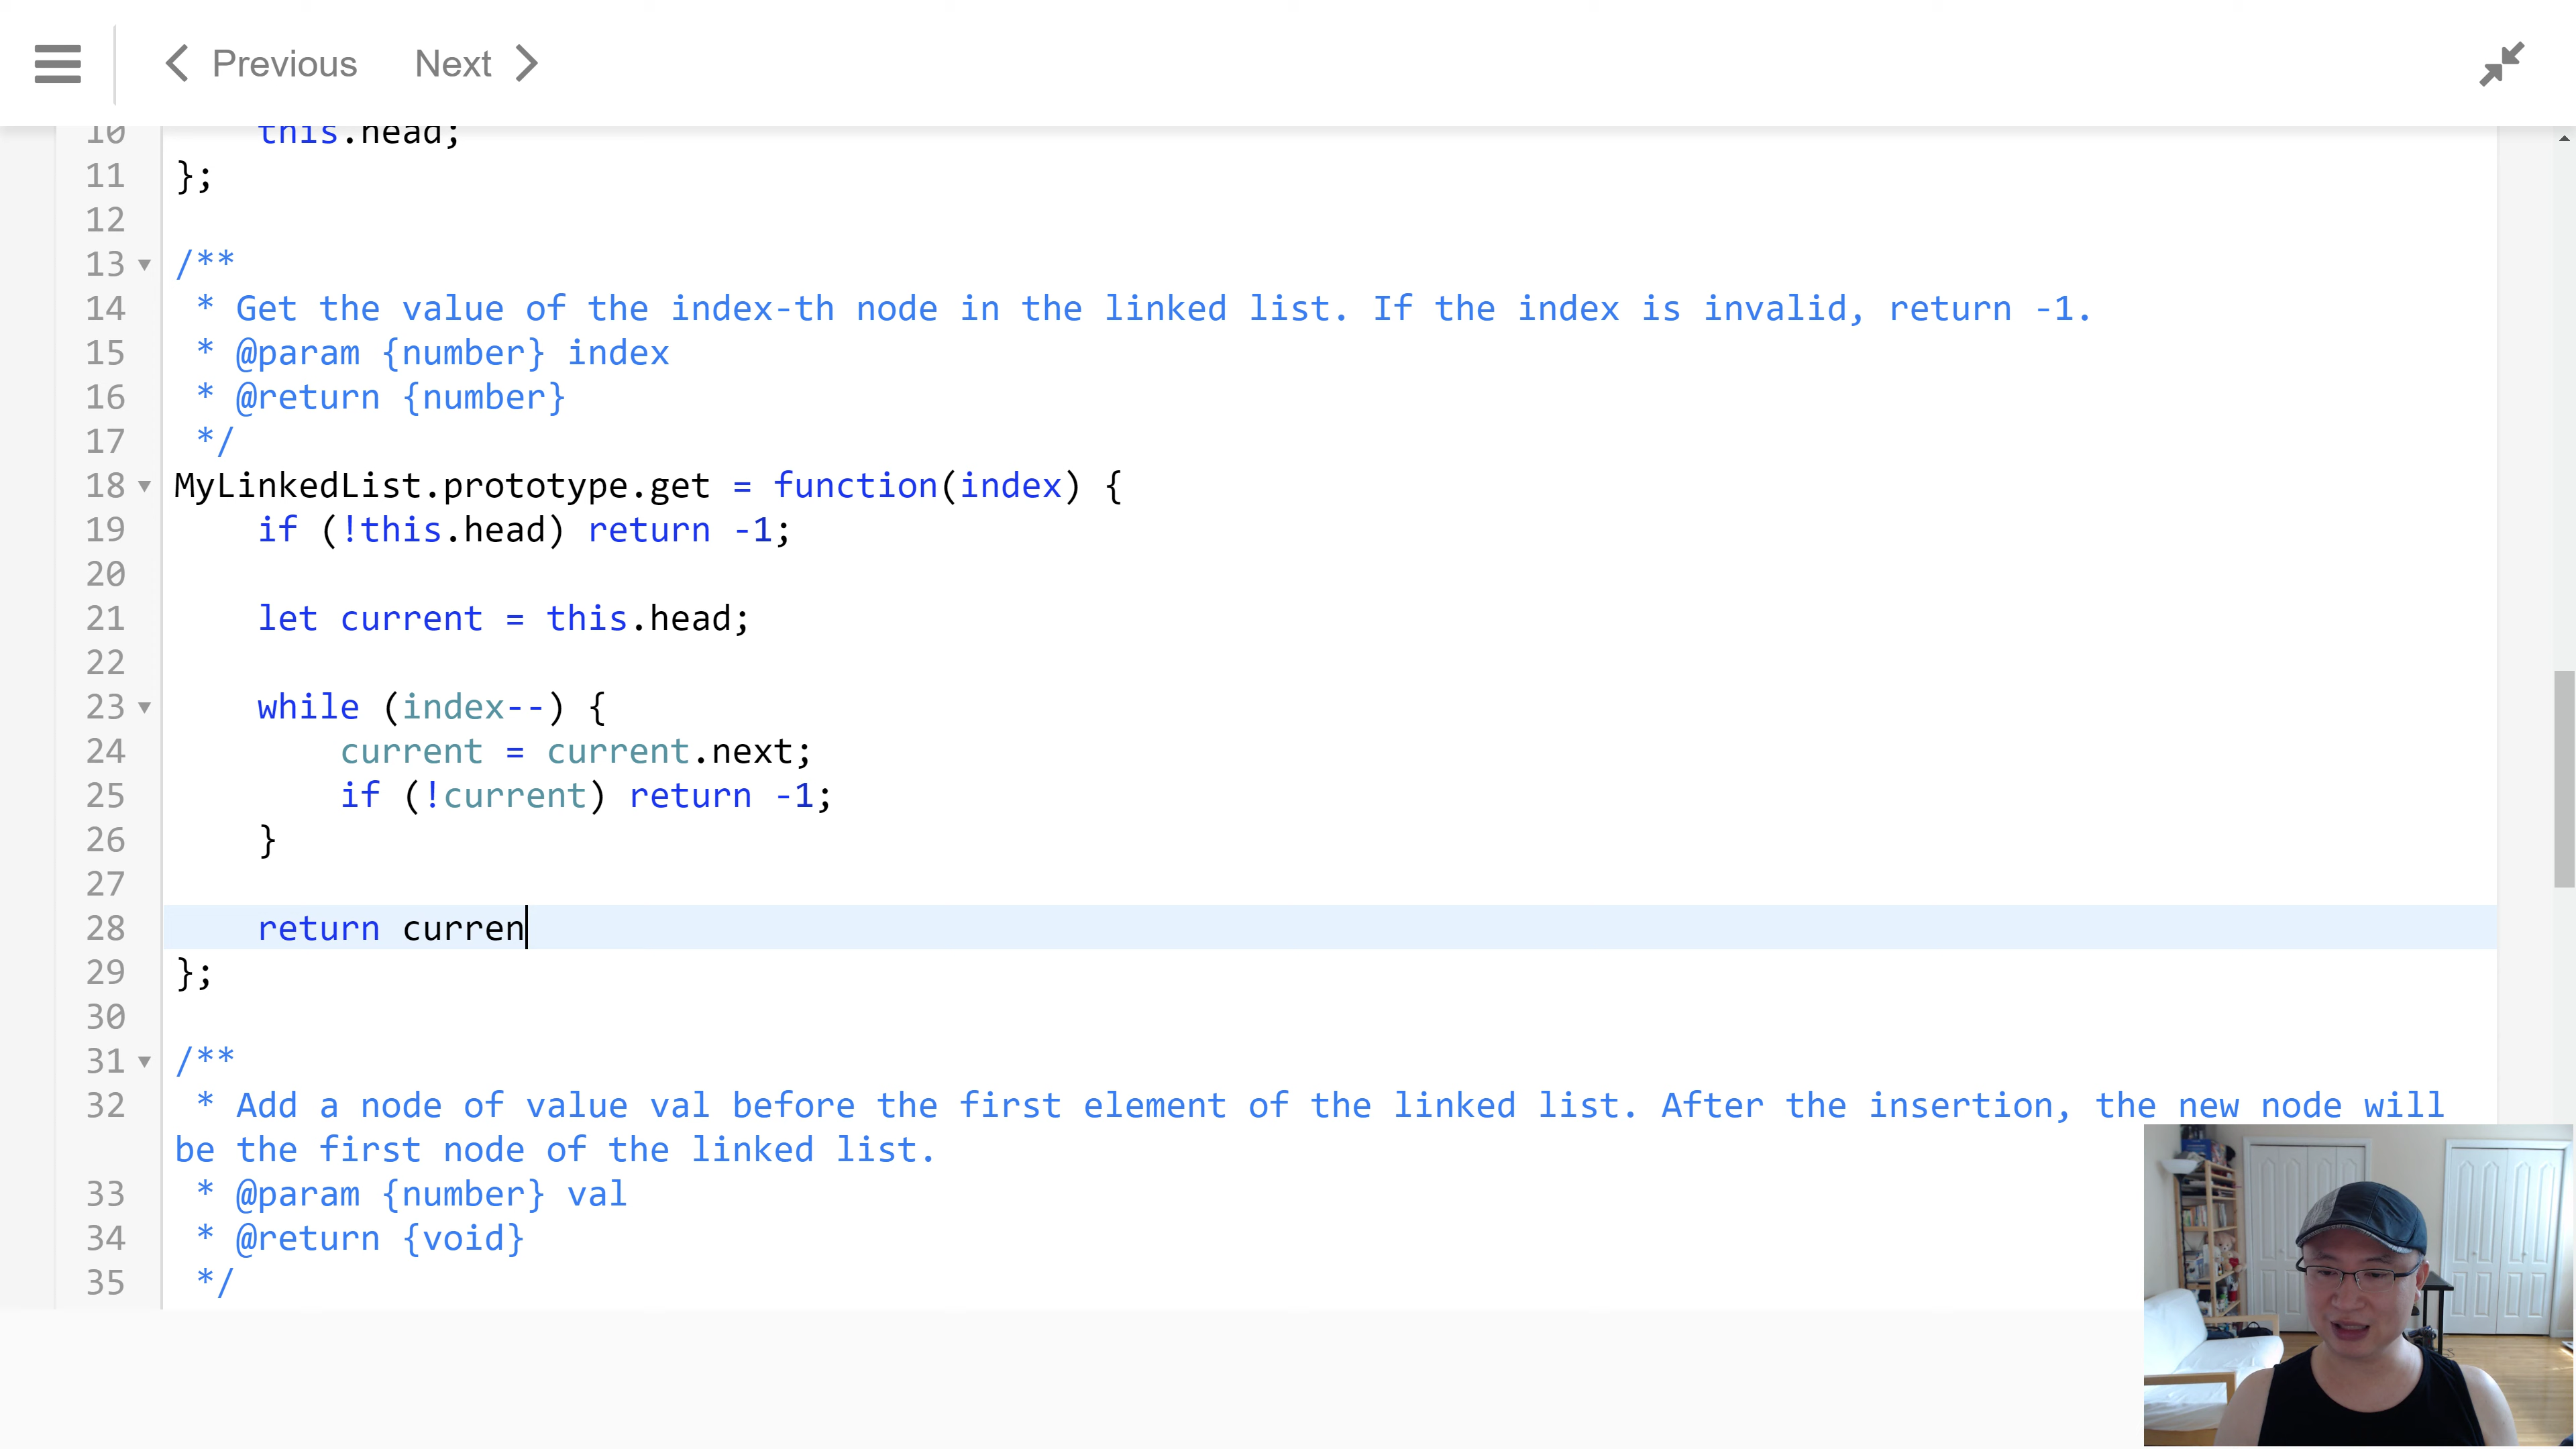 Previous Next
10 this.head;
11 };
12
13 /**
14 * Get the value of the index-th node in the linked list. If the index is invalid, return -1.
15 * @param {number} index
16 * @return {number}
17 */
18 MyLinkedList.prototype.get = function(index) {
19 if (!this.head) return -1;
20
21 let current = this.head;
22
23 while (index--) {
24 current = current.next;
25 if (!current) return -1;
26 }
27
28 return curren
29 };
30
31 /**
32 * Add a node of value val before the first element of the linked list. After the insertion, the new node will
be the first node of the linked list.
33 * @param {number} val
34 * @return {void}
35 */